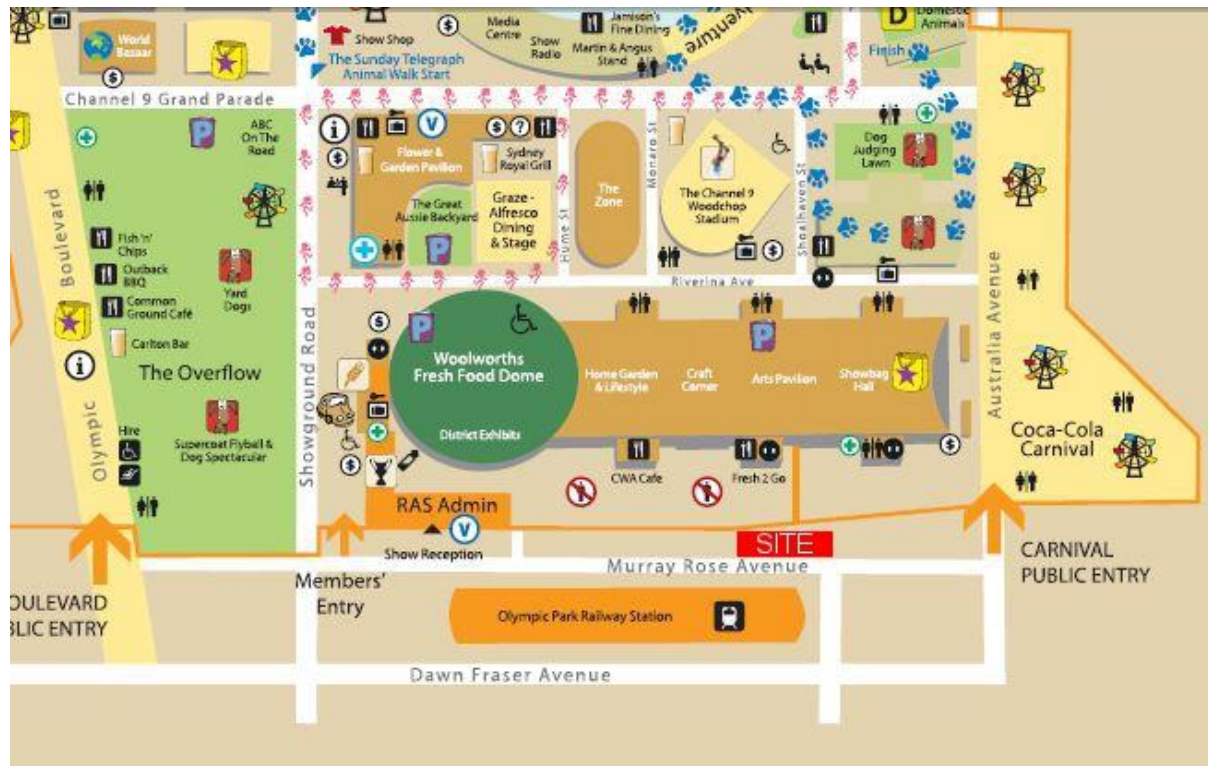 World
Bazaar
Show Shop
The Sunday Telegraph
Animal Walk Start
Media
Centre
Show
Radio
Jamison's
Fine Dining
Martin & Angus
Stand
Adventure
D
Domestic
Animals
Finish
Channel 9 Grand Parade
ABC
On The
Road
Flower &
Garden Pavilion
Sydney
Royal Grill
The Great
Aussie Backyard
Graze -
Alfresco
Dining
& Stage
Hume St
The
Zone
Monaro St
The Channel 9
Woodchop
Stadium
Shoalhaven St
Dog
Judging
Lawn
Riverina Ave
Olympic Boulevard
Fish 'n'
Chips
Outback
BBQ
Common
Ground Café
Carlton Bar
Yard
Dogs
The Overflow
Supercoat Flyball &
Dog Spectacular
Hire
Showground Road
Woolworths
Fresh Food Dome
District Exhibits
Home Garden
& Lifestyle
Craft
Corner
Arts Pavilion
Showbag
Hall
CWA Cafe
Fresh 2 Go
Australia Avenue
Coca-Cola
Carnival
RAS Admin
Show Reception
SITE
Murray Rose Avenue
Members'
Entry
CARNIVAL
PUBLIC ENTRY
OULEVARD
BLIC ENTRY
Olympic Park Railway Station
Dawn Fraser Avenue